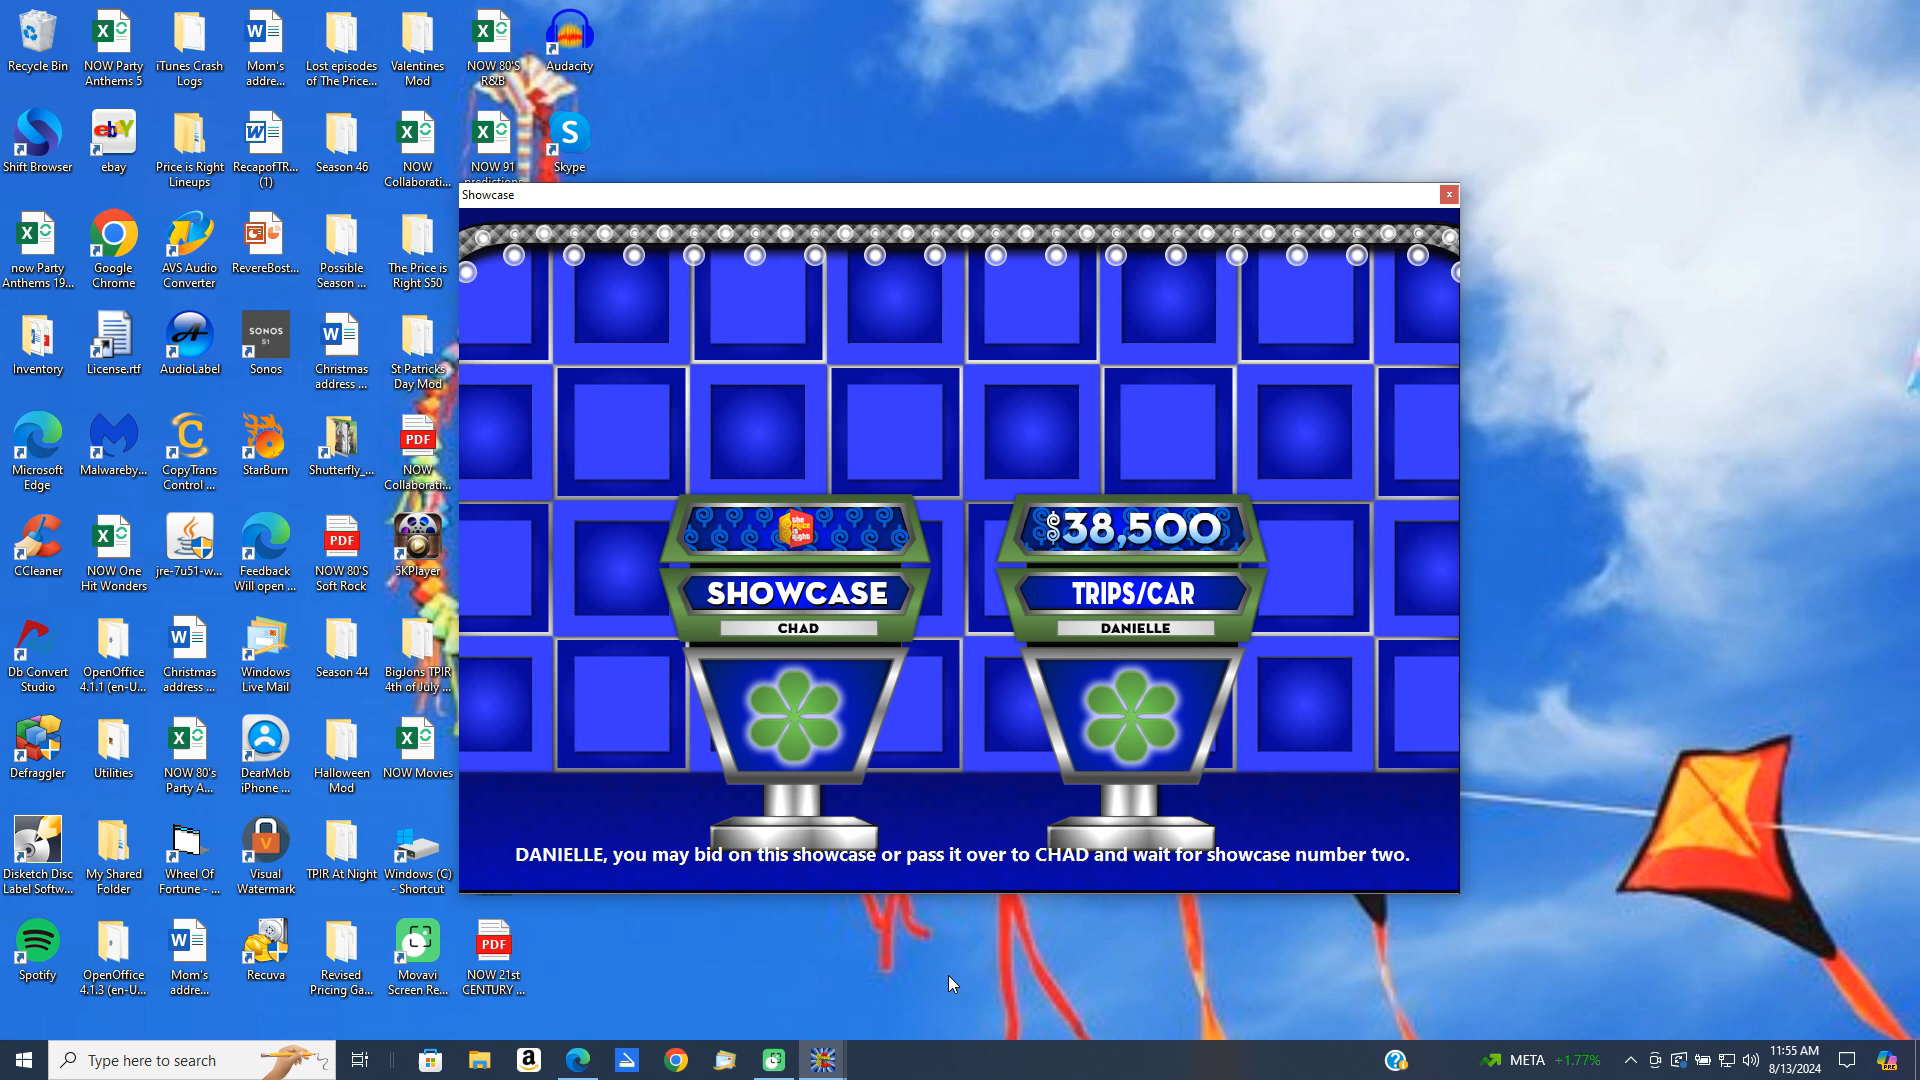 Recycle Bin
NOW Party
Anthems 5
iTunes Crash
Logs
Mom's
addre...
Lost episodes
of The Price...
Valentines
Mod
NOW 80'S
R&B
Audacity
Shift Browser
ebay
Price is Right
Lineups
RecapofTR...
(1)
Season 46
NOW
Collaborati...
NOW 91
Skype
now Party
Anthems 19...
Google
Chrome
AVS Audio
Converter
RevereBost...
Possible
Season ...
The Price is
Right S50
Inventory
License.rtf
AudioLabel
SONOS
S1
Sonos
Christmas
address ...
St Patricks
Day Mod
Microsoft
Edge
Malwareby...
CopyTrans
Control ...
StarBurn
Shutterfly_...
PDF
NOW
Collaborati...
CCleaner
NOW One
Hit Wonders
jre-7u51-w...
Feedback
Will open ...
PDF
NOW 80'S
Soft Rock
5KPlayer
Db Convert
Studio
OpenOffice
4.1.1 (en-U...
Christmas
address ...
Windows
Live Mail
Season 44
BigJons TPIR
4th of July ...
Defraggler
Utilities
NOW 80's
Party A...
DearMob
iPhone ...
Halloween
Mod
NOW Movies
Disketch Disc
Label Softw...
My Shared
Folder
Wheel Of
Fortune - ...
Visual
Watermark
TPIR At Night
Windows (C)
- Shortcut
Spotify
OpenOffice
4.1.3 (en-U...
Mom's
addre...
Recuva
Revised
Pricing Ga...
Movavi
Screen Re...
PDF
NOW 21st
CENTURY ...
Showcase
the PRICE is Right
$38,500
SHOWCASE
TRIPS/CAR
CHAD
DANIELLE
DANIELLE, you may bid on this showcase or pass it over to CHAD and wait for showcase number two.
Type here to search
META +1.77%
11:55 AM
8/13/2024